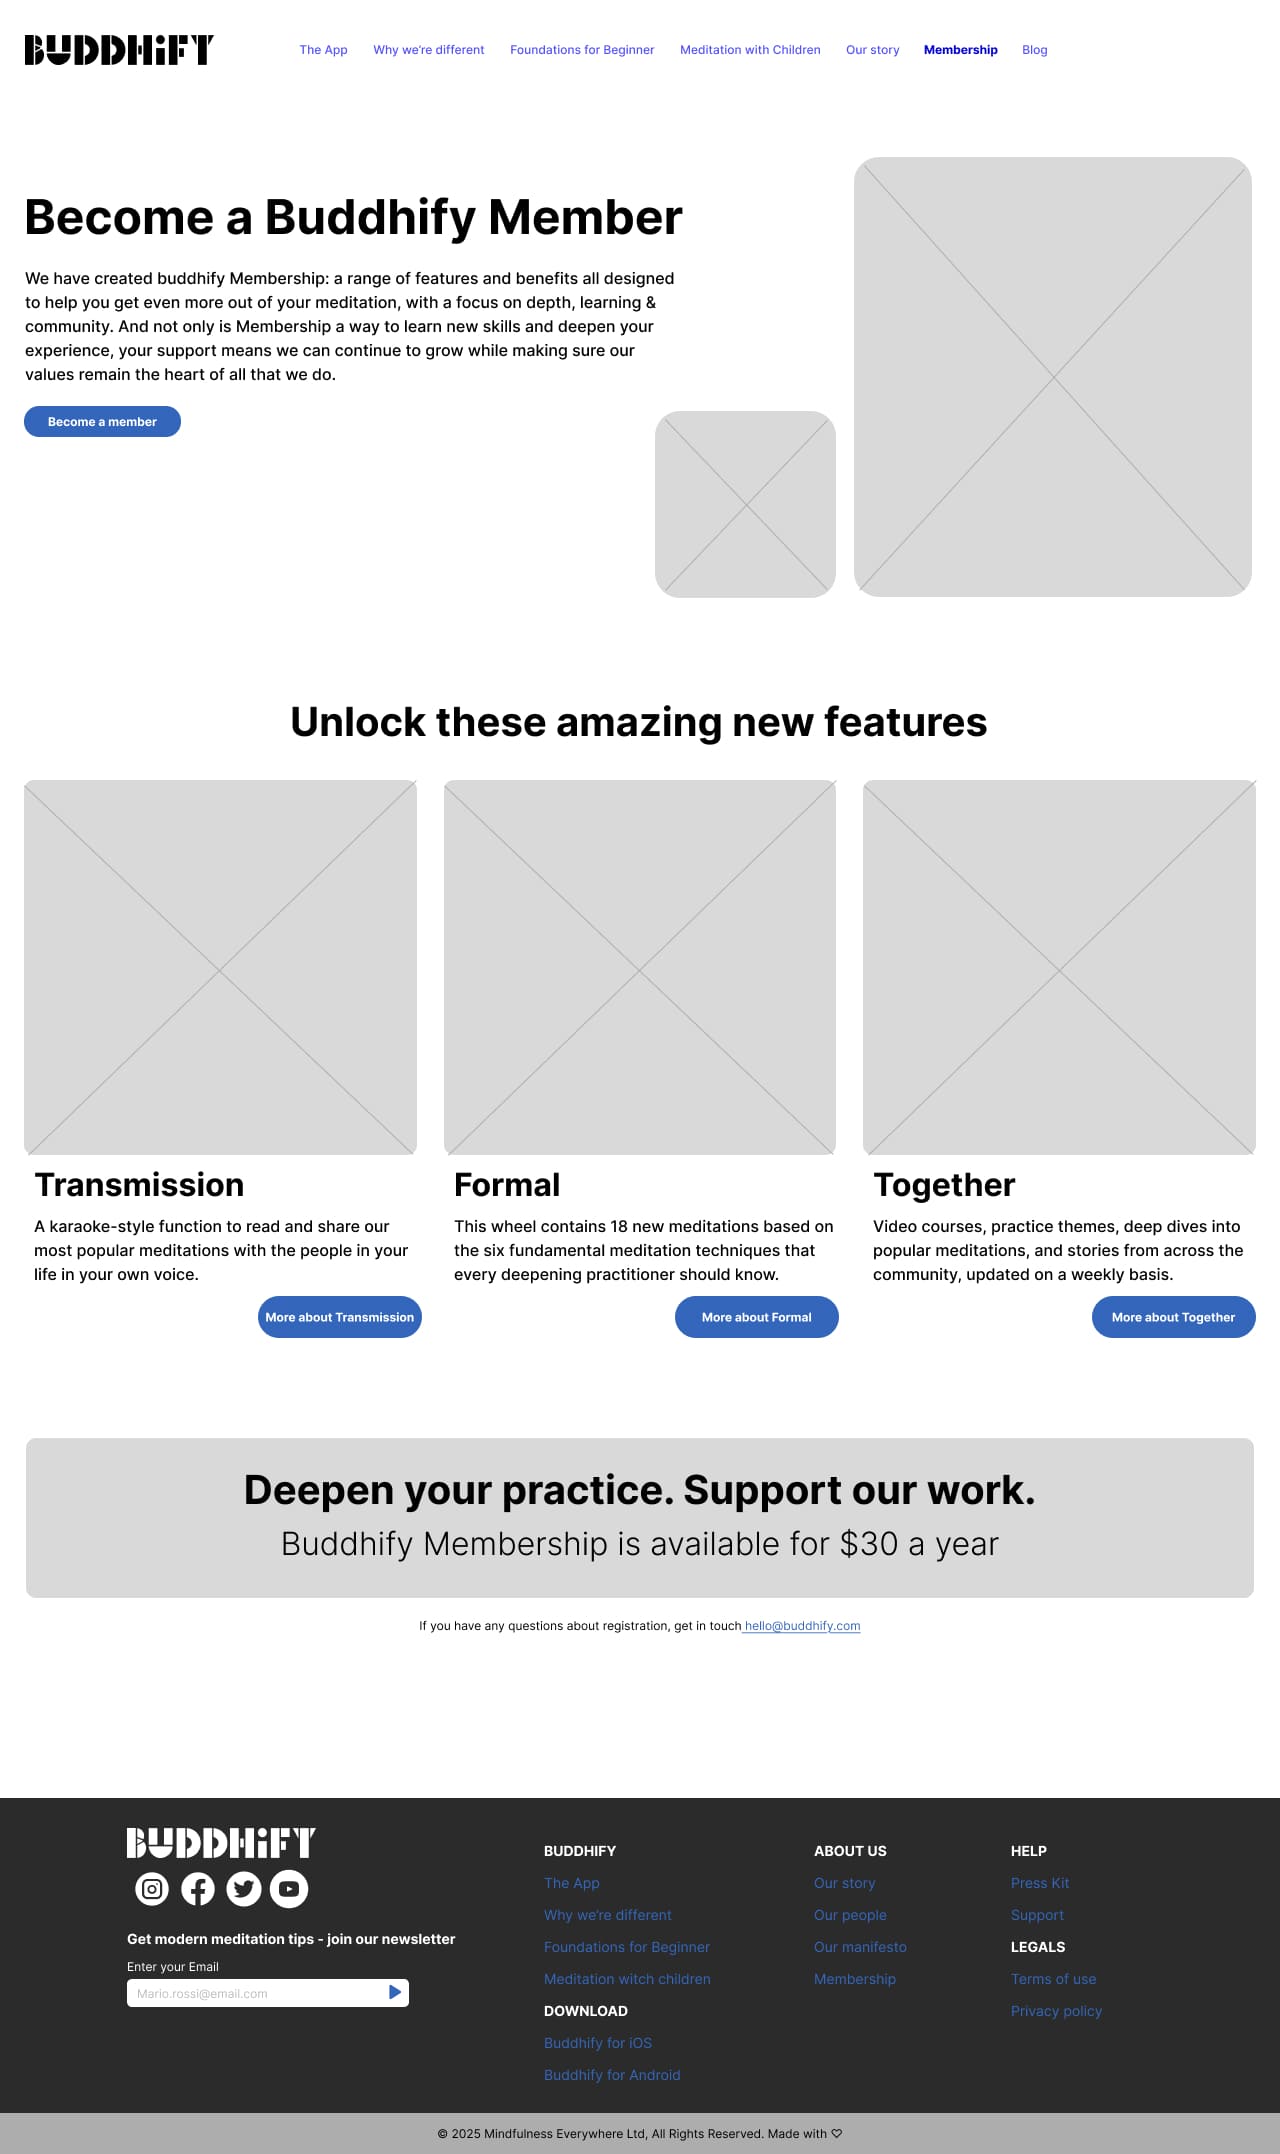 BUDDHiFT
The App Why we're different Foundations for Beginner Meditation with Children Our story Membership Blog
Become a Buddhify Member
We have created buddhify Membership: a range of features and benefits all designed
to help you get even more out of your meditation, with a focus on depth, learning &
community. And not only is Membership a way to learn new skills and deepen your
experience, your support means we can continue to grow while making sure our
values remain the heart of all that we do.
Become a member
Unlock these amazing new features
Transmission
A karaoke-style function to read and share our
most popular meditations with the people in your
life in your own voice.
More about Transmission
Formal
This wheel contains 18 new meditations based on
the six fundamental meditation techniques that
every deepening practitioner should know.
More about Formal
Together
Video courses, practice themes, deep dives into
popular meditations, and stories from across the
community, updated on a weekly basis.
More about Together
Deepen your practice. Support our work.
Buddhify Membership is available for $30 a year
If you have any questions about registration, get in touch hello@buddhify.com
BUDDHiFT
Get modern meditation tips - join our newsletter
Enter your Email
Mario.rossi@email.com
BUDDHIFY
The App
Why we're different
Foundations for Beginner
Meditation witch children
DOWNLOAD
Buddhify for iOS
Buddhify for Android
ABOUT US
Our story
Our people
Our manifesto
Membership
HELP
Press Kit
Support
LEGALS
Terms of use
Privacy policy
© 2025 Mindfulness Everywhere Ltd, All Rights Reserved. Made with ♡